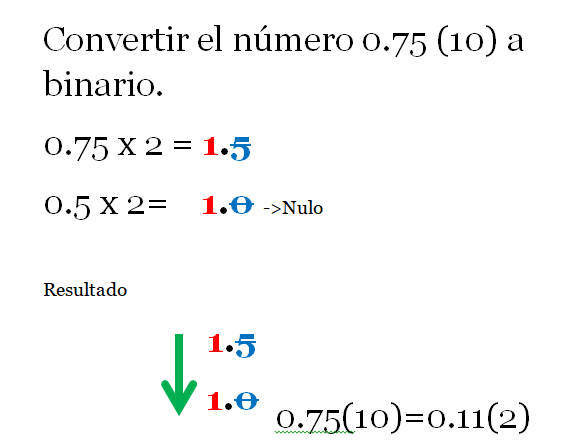 Convertir el número 0.75 (10) a
binario.
0.75 x 2 = 1.5
0.5 x 2= 1.0 ->Nulo
Resultado
1.5
1.0
0.75(10)=0.11(2)